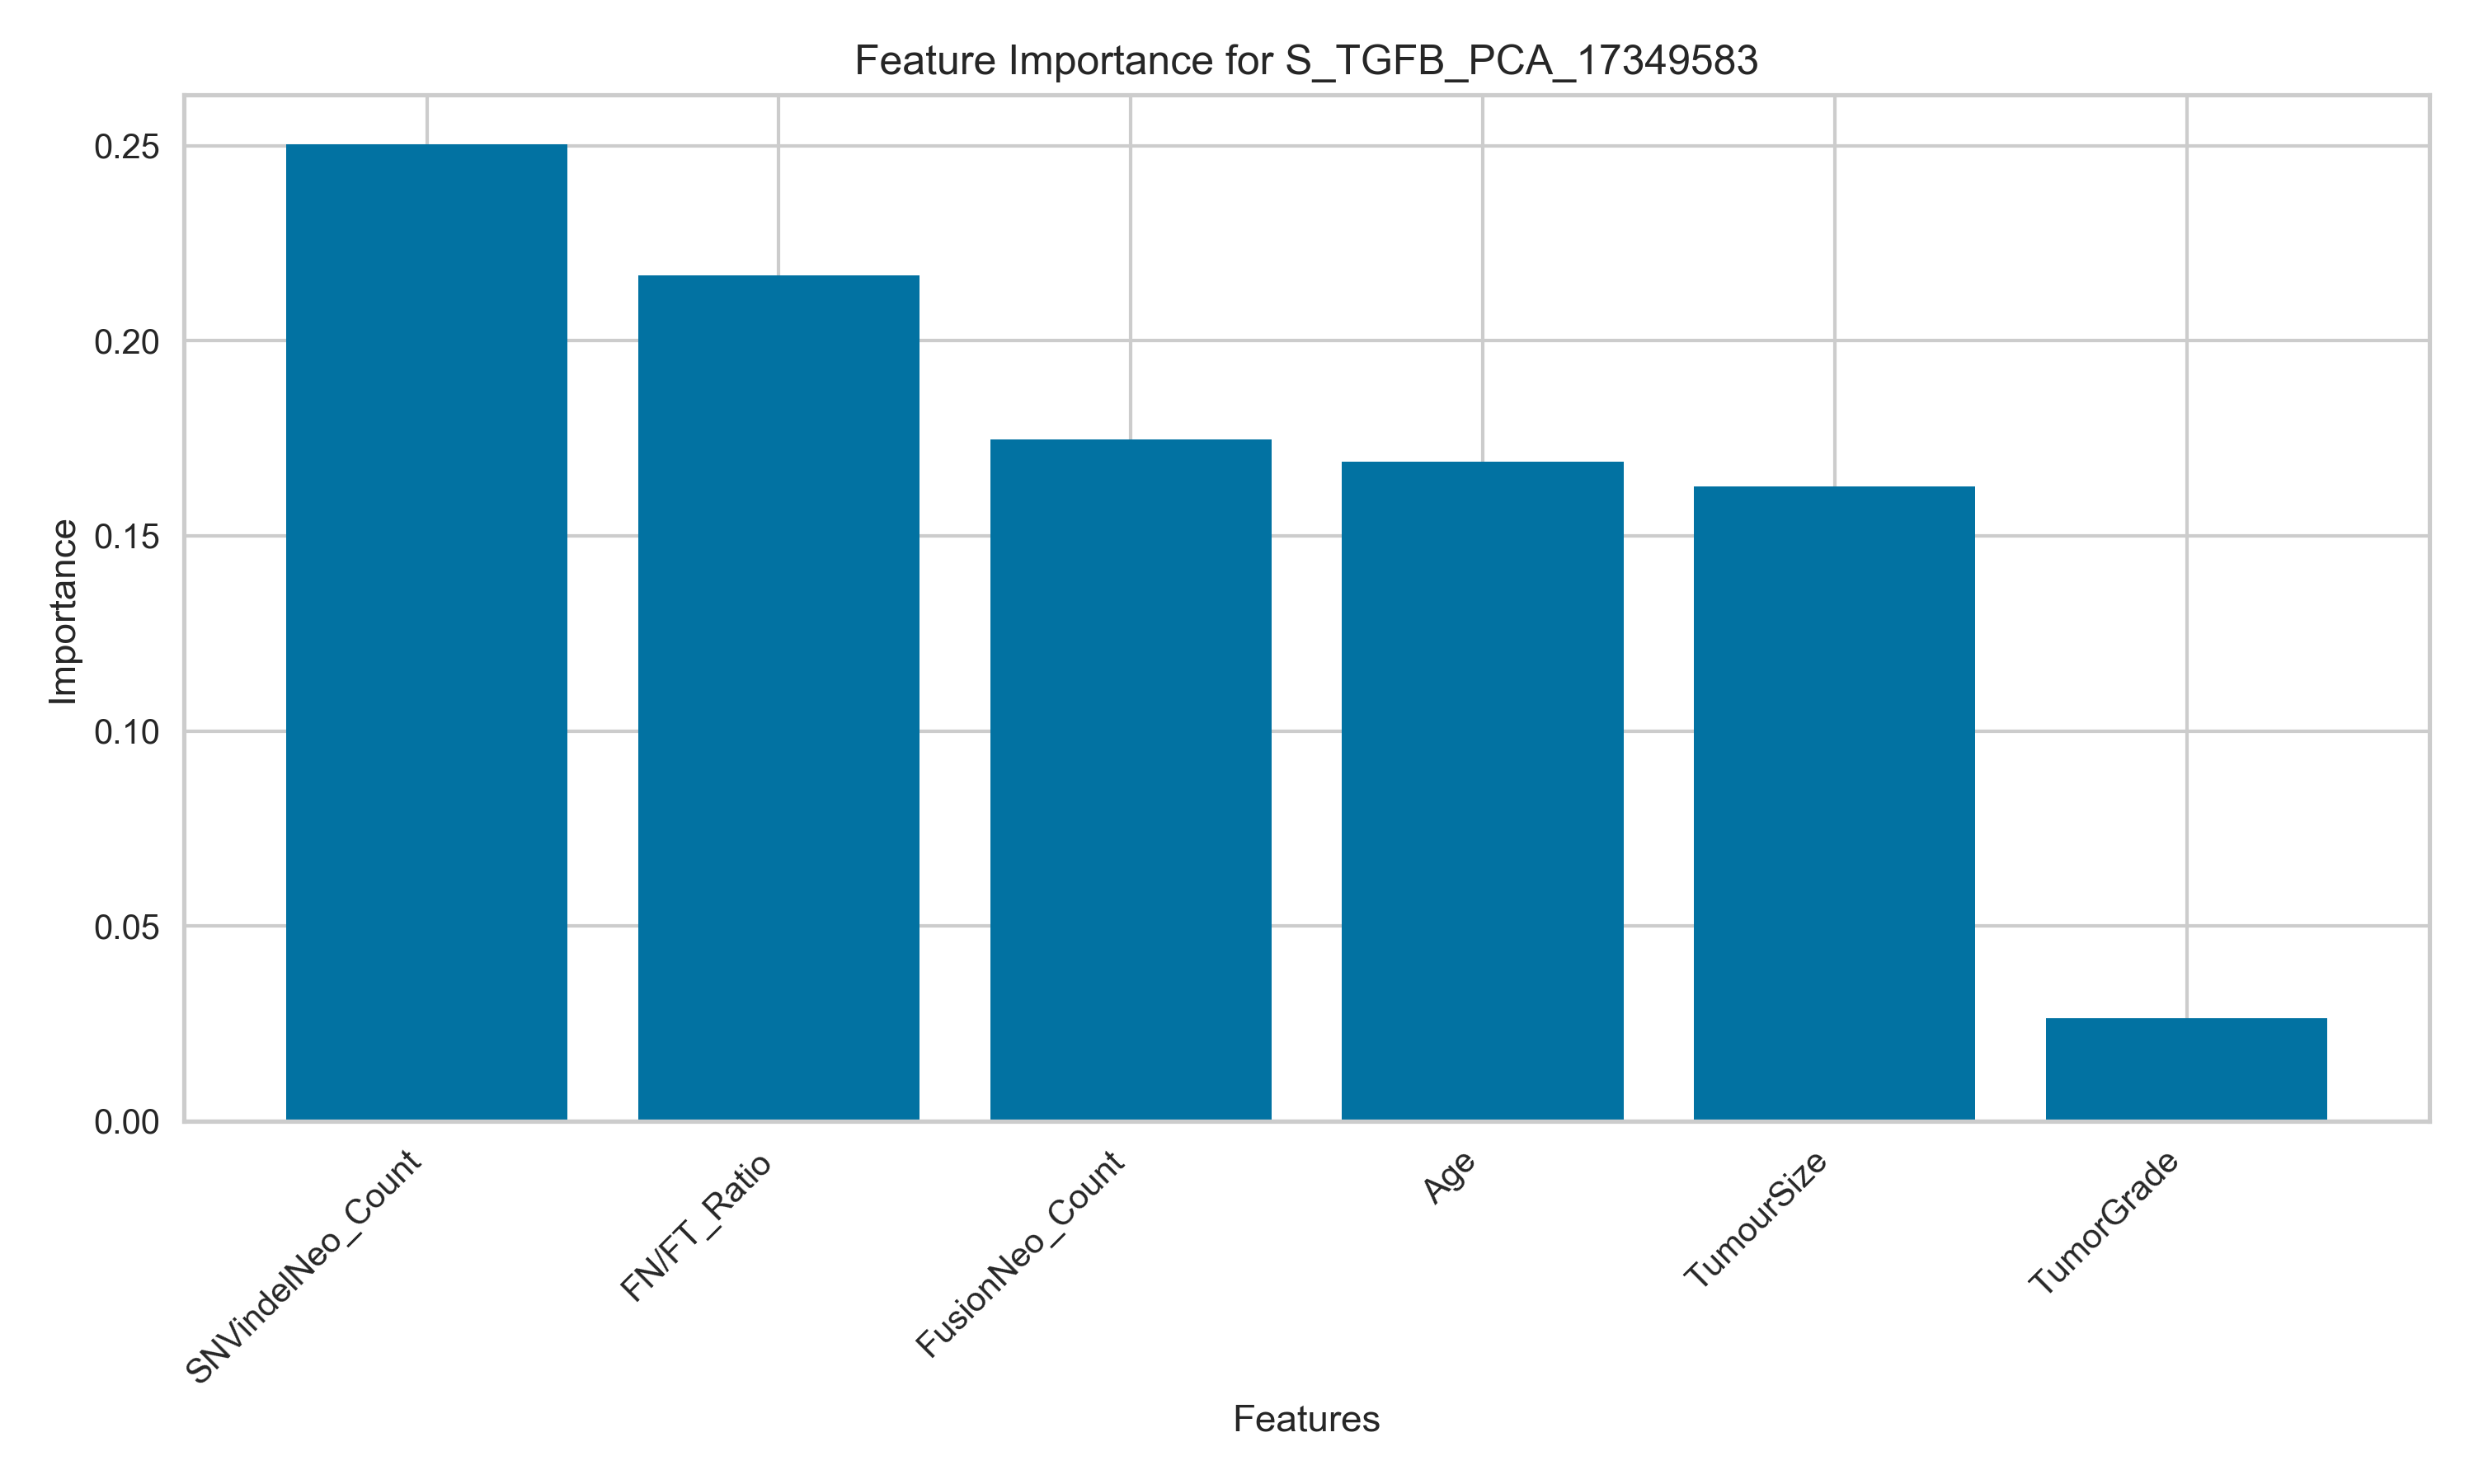 Feature Importance for S_TGFB_PCA_17349583
Importance
0.25
0.20
0.15
0.10
0.05
0.00
SNVindelNeo_Count
FN/FT_Ratio
FusionNeo_Count
Age
TumourSize
TumorGrade
Features